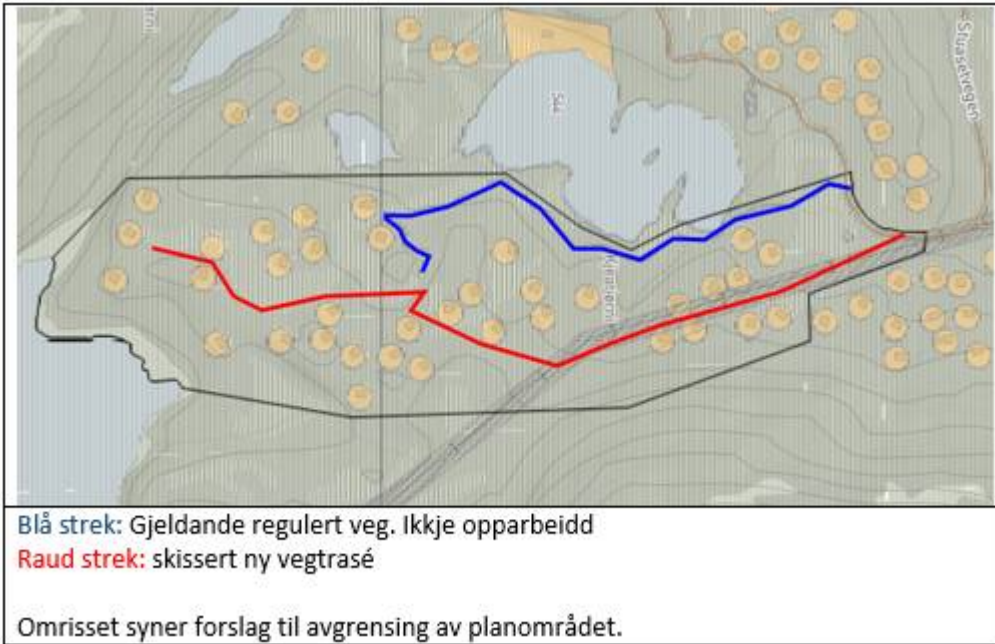 Stuasetvegen
Blå strek: Gjeldande regulert veg. Ikkje opparbeidd
Raud strek: skissert ny vegtrasé
Omrisset syner forslag til avgrensing av planområdet.